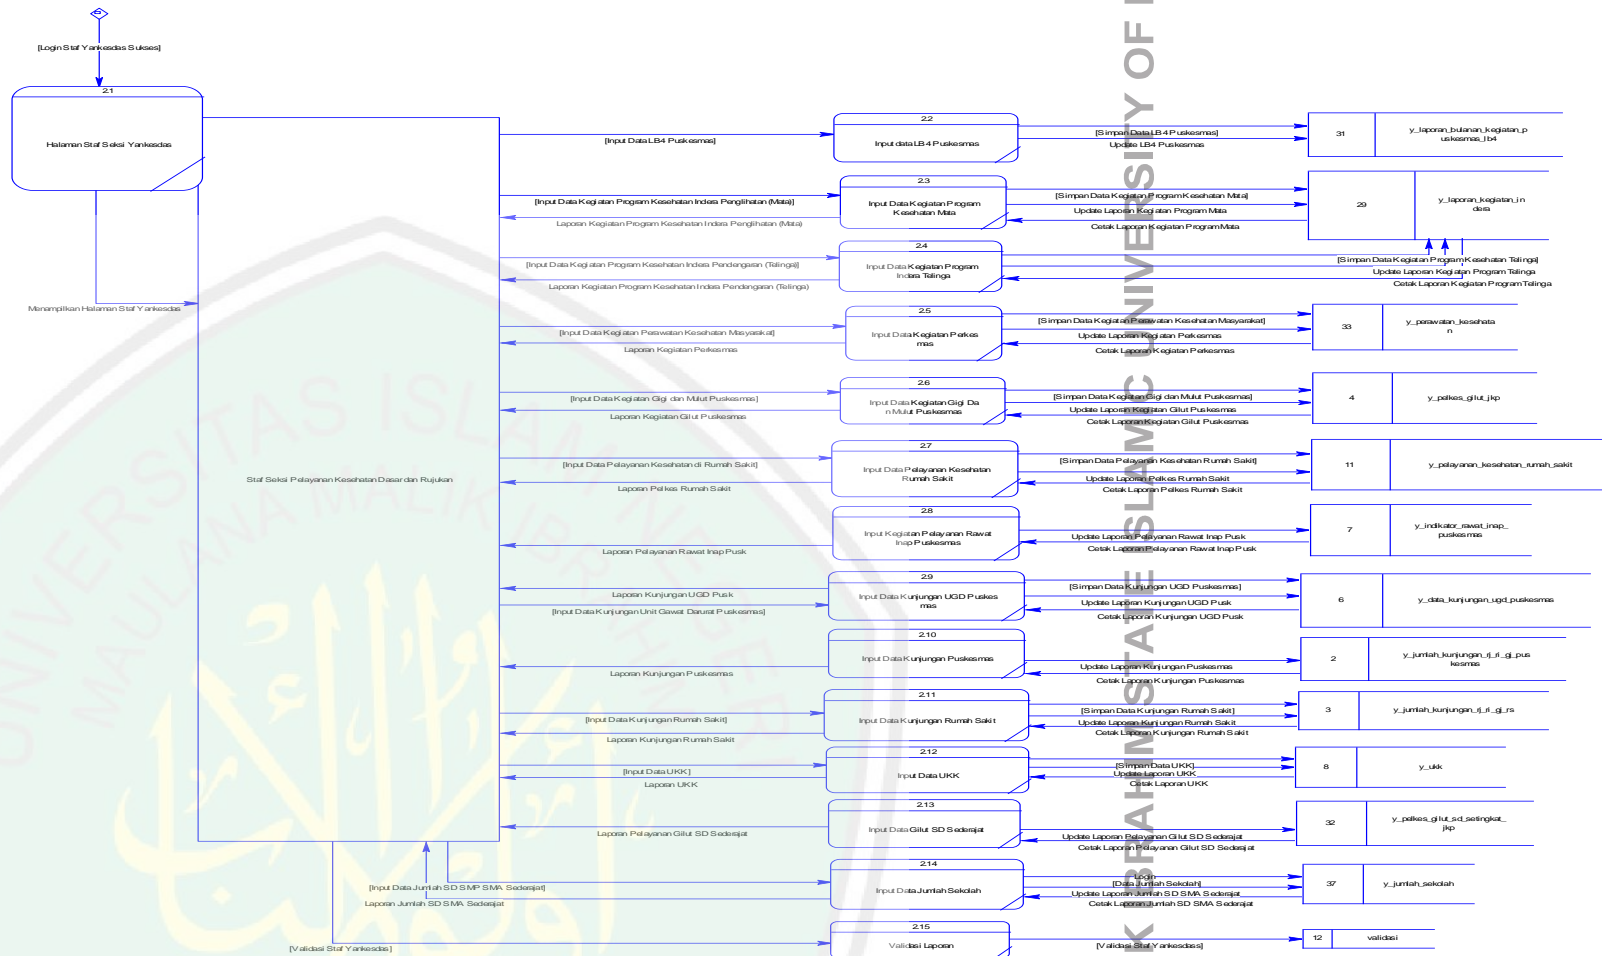 [Login Staf Yankesdas Sukses]
2.1
Halaman Staf Seksi Yankesdas
Menampilkan Halaman Staf Yankesdas
Staf Seksi Pelayanan Kesehatan Dasar dan Rujukan
[Input Data LB4 Puskesmas]
2.2
Input data LB4 Puskesmas
[Simpan Data LB4 Puskesmas]
Update LB4 Puskesmas
31
y_laporan_bulanan_kegiatan_p
uskesmas_lb4
[Input Data Kegiatan Program Kesehatan Indera Penglihatan (Mata)]
Laporan Kegiatan Program Kesehatan Indera Penglihatan (Mata)
2.3
Input Data Kegiatan Program
Kesehatan Mata
[Simpan Data Kegiatan Program Kesehatan Mata]
Update Laporan Kegiatan Program Mata
Cetak Laporan Kegiatan Program Mata
29
y_laporan_kegiatan_in
dera
[Input Data Kegiatan Program Kesehatan Indera Pendengaran (Telinga)]
Laporan Kegiatan Program Kesehatan Indera Pendengaran (Telinga)
2.4
Input Data Kegiatan Program
Indera Telinga
[Simpan Data Kegiatan Program Kesehatan Telinga]
Update Laporan Kegiatan Program Telinga
Cetak Laporan Kegiatan Program Telinga
[Input Data Kegiatan Perawatan Kesehatan Masyarakat]
Laporan Kegiatan Perkesmas
2.5
Input Data Kegiatan Perkes
mas
[Simpan Data Kegiatan Perawatan Kesehatan Masyarakat]
Update Laporan Kegiatan Perkesmas
Cetak Laporan Kegiatan Perkesmas
33
y_perawatan_kesehata
n
[Input Data Kegiatan Gigi dan Mulut Puskesmas]
Laporan Kegiatan Gilut Puskesmas
2.6
Input Data Kegiatan Gigi Da
n Mulut Puskesmas
[Simpan Data Kegiatan Gigi dan Mulut Puskesmas]
Update Laporan Kegiatan Gilut Puskesmas
Cetak Laporan Kegiatan Gilut Puskesmas
4
y_pelkes_gilut_jkp
[Input Data Pelayanan Kesehatan di Rumah Sakit]
Laporan Pelkes Rumah Sakit
2.7
Input Data Pelayanan Kesehatan
Rumah Sakit
[Simpan Data Pelayanan Kesehatan Rumah Sakit]
Update Laporan Pelkes Rumah Sakit
Cetak Laporan Pelkes Rumah Sakit
11
y_pelayanan_kesehatan_rumah_sakit
Laporan Pelayanan Rawat Inap Pusk
2.8
Input Kegiatan Pelayanan Rawat
Inap Puskesmas
Update Laporan Pelayanan Rawat Inap Pusk
Cetak Laporan Pelayanan Rawat Inap Pusk
7
y_indikator_rawat_inap_
puskesmas
Laporan Kunjungan UGD Pusk
[Input Data Kunjungan Unit Gawat Darurat Puskesmas]
2.9
Input Data Kunjungan UGD Puskes
mas
[Simpan Data Kunjungan UGD Puskesmas]
Update Laporan Kunjungan UGD Pusk
Cetak Laporan Kunjungan UGD Pusk
6
y_data_kunjungan_ugd_puskesmas
Laporan Kunjungan Puskesmas
2.10
Input Data Kunjungan Puskesmas
Update Laporan Kunjungan Puskesmas
Cetak Laporan Kunjungan Puskesmas
2
y_jumlah_kunjungan_rj_ri_gj_pus
kesmas
[Input Data Kunjungan Rumah Sakit]
Laporan Kunjungan Rumah Sakit
2.11
Input Data Kunjungan Rumah Sakit
[Simpan Data Kunjungan Rumah Sakit]
Update Laporan Kunjungan Rumah Sakit
Cetak Laporan Kunjungan Rumah Sakit
3
y_jumlah_kunjungan_rj_ri_gj_rs
[Input Data UKK]
Laporan UKK
2.12
Input Data UKK
[Simpan Data UKK]
Update Laporan UKK
Cetak Laporan UKK
8
y_ukk
Laporan Pelayanan Gilut SD Sederajat
2.13
Input Data Gilut SD Sederajat
Update Laporan Pelayanan Gilut SD Sederajat
Cetak Laporan Pelayanan Gilut SD Sederajat
32
y_pelkes_gilut_sd_setingkat_
jkp
[Input Data Jumlah SD SMP SMA Sederajat]
Laporan Jumlah SD SMA Sederajat
2.14
Input Data Jumlah Sekolah
Login
[Data Jumlah Sekolah]
Update Laporan Jumlah SD SMA Sederajat
Cetak Laporan Jumlah SD SMA Sederajat
37
y_jumlah_sekolah
[Validasi Staf Yankesdas]
2.15
Validasi Laporan
[Validasi Staf Yankesdass]
12
validasi
UNIVERSITAS ISLAM NEGERI
MAULANA MALIK IBRAHIM
K IBRAHIM STATE ISLAMIC UNIVERSITY OF